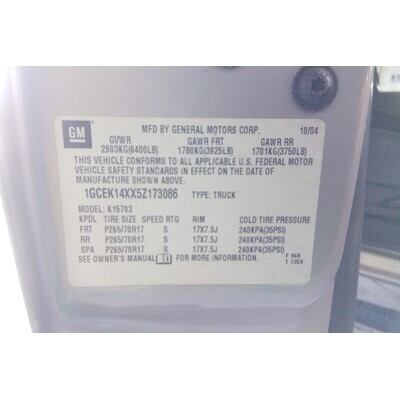 GM
MFD BY GENERAL MOTORS CORP. 10/04
GVWR GAWR FRT GAWR RR
2903KG(6400LB) 1780KG(3925LB) 1701KG(3750LB)
THIS VEHICLE CONFORMS TO ALL APPLICABLE U.S. FEDERAL MOTOR
VEHICLE SAFETY STANDARDS IN EFFECT ON THE DATE OF
MANUFACTURE SHOWN ABOVE.
1GCEK14XX5Z173086 TYPE: TRUCK
MODEL: K15703
KPDL TIRE SIZE SPEED RTG RIM COLD TIRE PRESSURE
FRT P265/70R17 S 17X7.5J 240KPA(35PSI)
RR P265/70R17 S 17X7.5J 240KPA(35PSI)
SPA P265/70R17 S 17X7.5J 240KPA(35PSI)
SEE OWNER'S MANUAL FOR MORE INFORMATION.